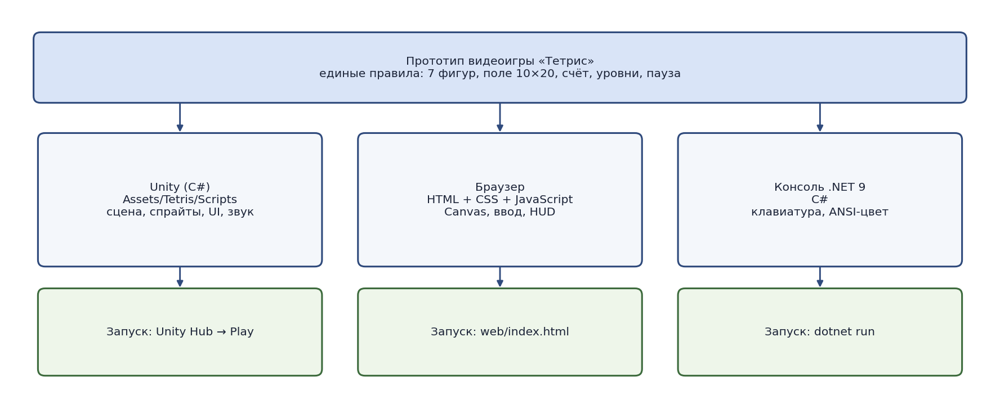 Прототип видеоигры «Тетрис»
единые правила: 7 фигур, поле 10×20, счёт, уровни, пауза
Unity (C#)
Assets/Tetris/Scripts
сцена, спрайты, UI, звук
Браузер
HTML + CSS + JavaScript
Canvas, ввод, HUD
Консоль .NET 9
C#
клавиатура, ANSI-цвет
Запуск: Unity Hub → Play
Запуск: web/index.html
Запуск: dotnet run